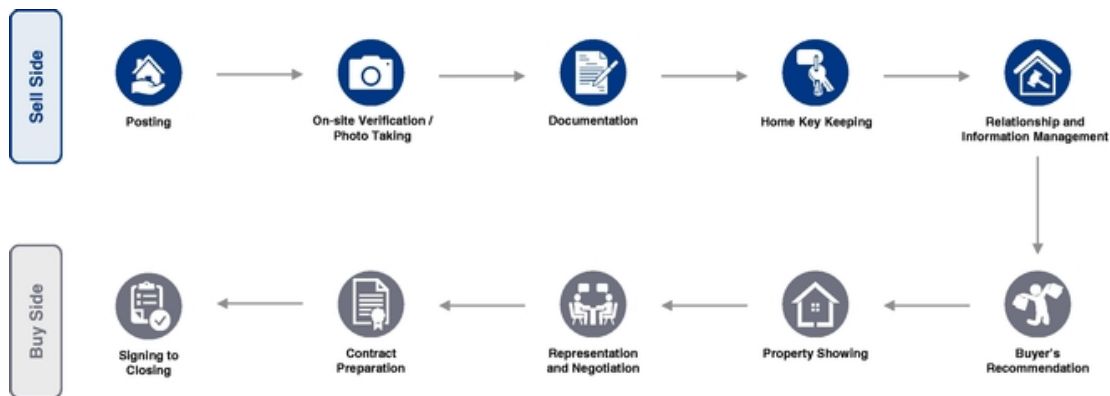 Sell Side
Posting
On-site Verification /
Photo Taking
Documentation
Home Key Keeping
Relationship and
Information Management
Buy Side
Signing to
Closing
Contract
Preparation
Representation
and Negotiation
Property Showing
Buyer's
Recommendation